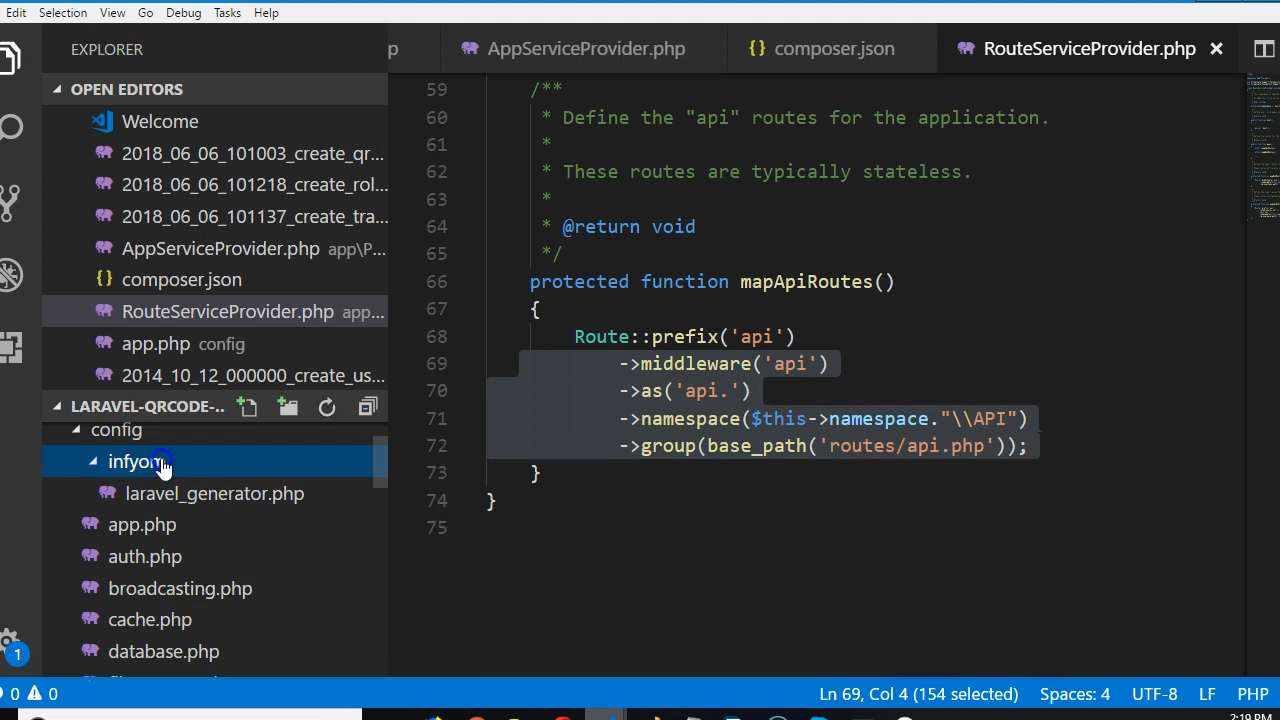 Edit Selection View Go Debug Tasks Help
EXPLORER
OPEN EDITORS
Welcome
2018_06_06_101003_create_qr...
2018_06_06_101218_create_rol...
2018_06_06_101137_create_tra...
AppServiceProvider.php app\P...
{} composer.json
RouteServiceProvider.php app...
app.php config
2014_10_12_000000_create_us...
LARAVEL-QRCODE-..
config
infyom
laravel_generator.php
app.php
auth.php
broadcasting.php
cache.php
database.php
p AppServiceProvider.php {} composer.json RouteServiceProvider.php
59 /**
60 * Define the "api" routes for the application.
61 *
62 * These routes are typically stateless.
63 *
64 * @return void
65 */
66 protected function mapApiRoutes()
67 {
68 Route::prefix('api')
69 ->middleware('api')
70 ->as('api.')
71 ->namespace($this->namespace."\\API")
72 ->group(base_path('routes/api.php'));
73 }
74 }
75
1
0 0 Ln 69, Col 4 (154 selected) Spaces: 4 UTF-8 LF PHP
2:19 PM